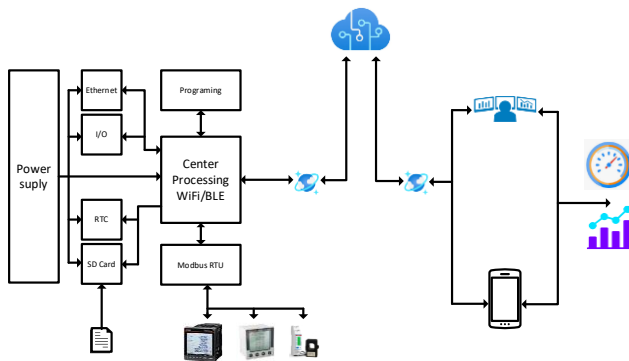 Ethernet
Programing
I/O
Power
suply
Center
Processing
WiFi/BLE
RTC
SD Card
Modbus RTU